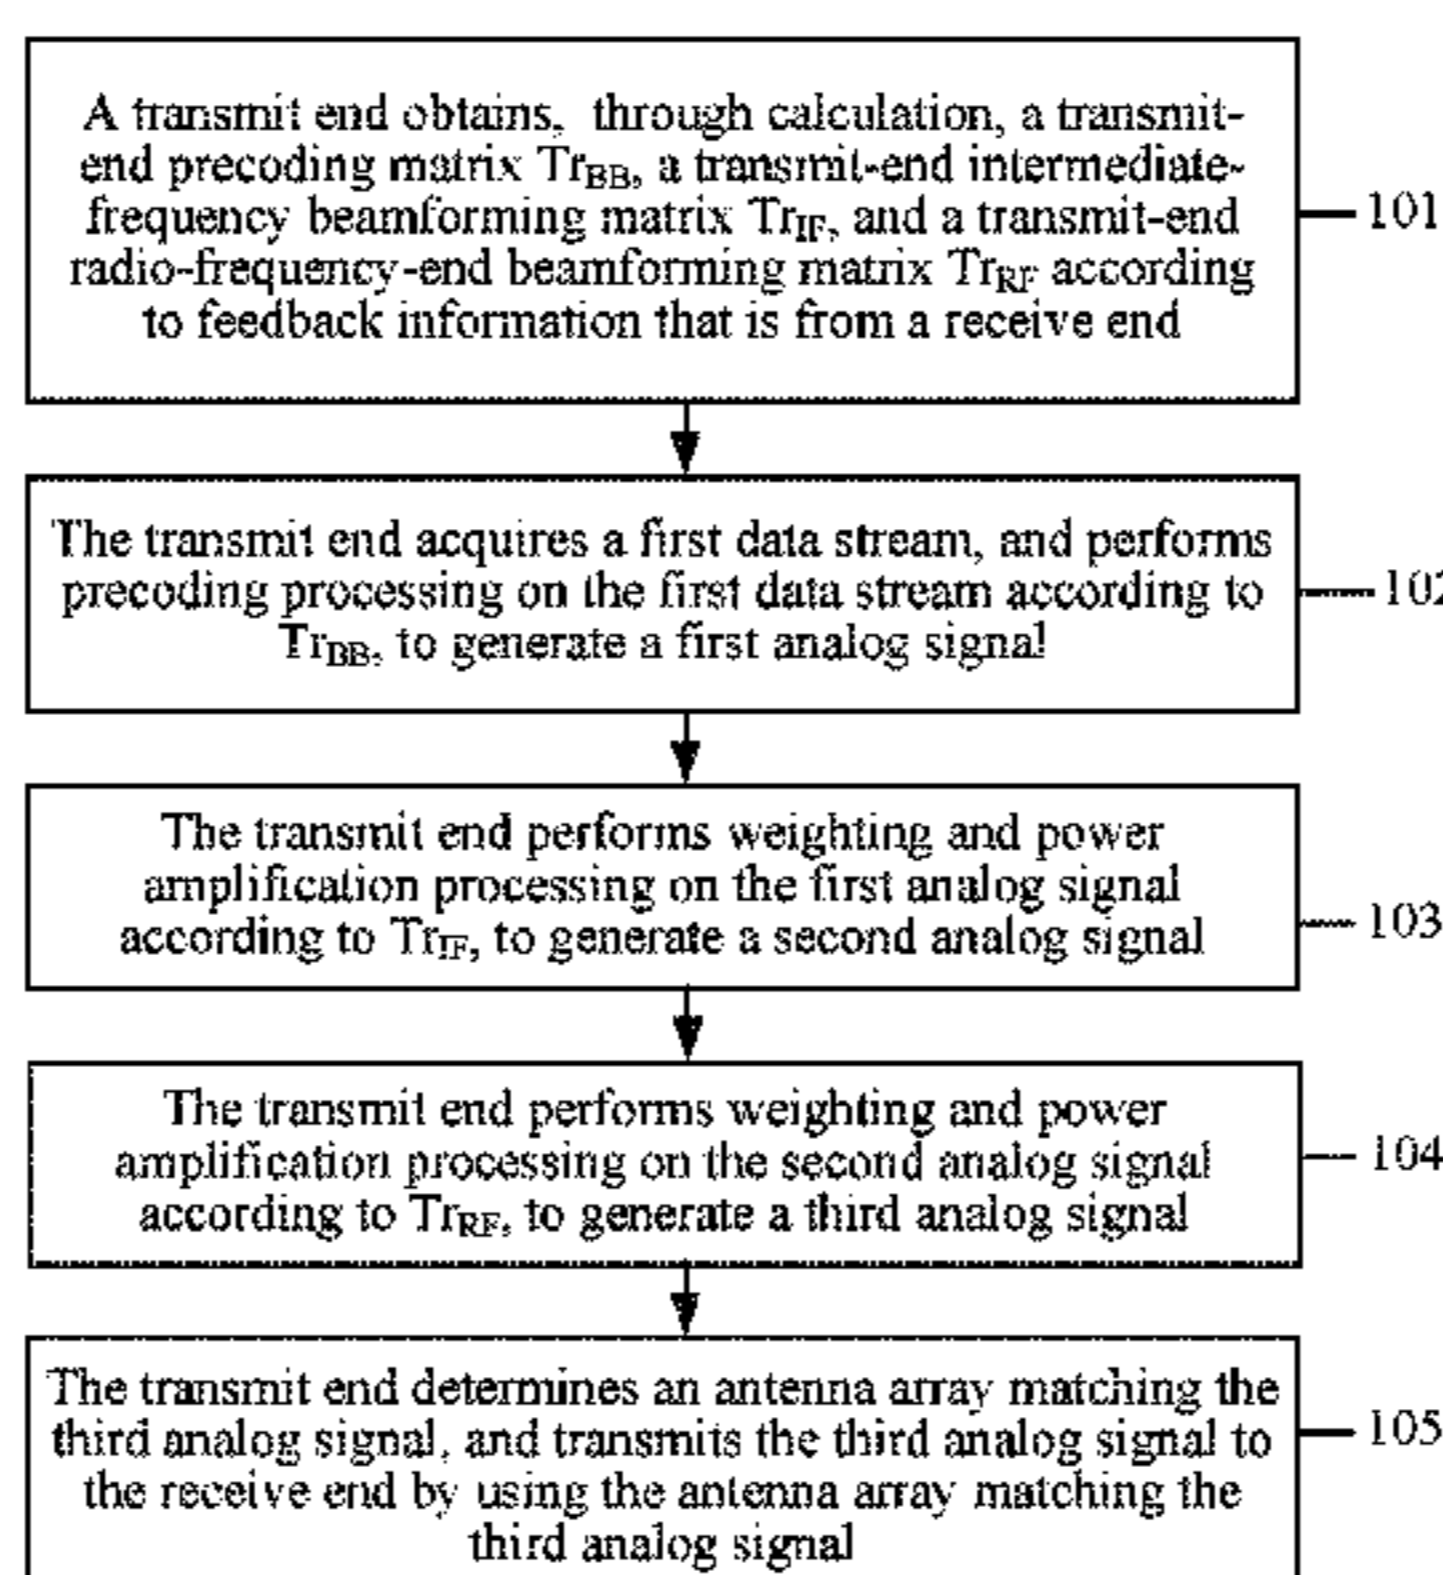 A transmit end obtains, through calculation, a transmit-
end precoding matrix TrBB, a transmit-end intermediate-
frequency beamforming matrix TrIF, and a transmit-end
radio-frequency-end beamforming matrix TrRF according
to feedback information that is from a receive end
101
The transmit end acquires a first data stream, and performs
precoding processing on the first data stream according to
TrBB, to generate a first analog signal
102
The transmit end performs weighting and power
amplification processing on the first analog signal
according to TrIF, to generate a second analog signal
103
The transmit end performs weighting and power
amplification processing on the second analog signal
according to TrRF, to generate a third analog signal
104
The transmit end determines an antenna array matching the
third analog signal, and transmits the third analog signal to
the receive end by using the antenna array matching the
third analog signal
105